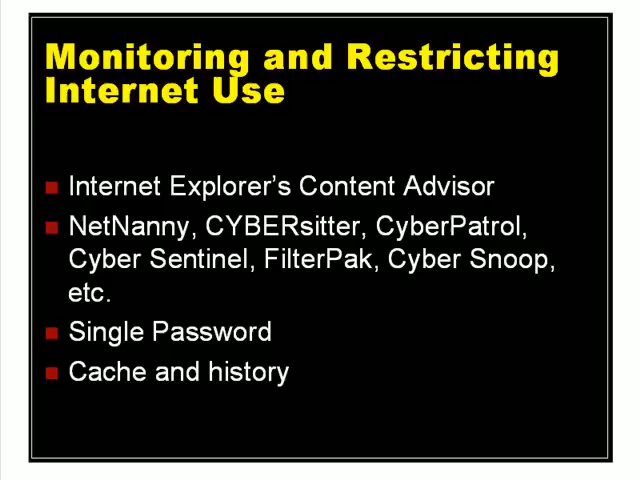 Monitoring and Restricting
Internet Use
Internet Explorer’s Content Advisor
NetNanny, CYBERsitter, CyberPatrol,
Cyber Sentinel, FilterPak, Cyber Snoop,
etc.
Single Password
Cache and history